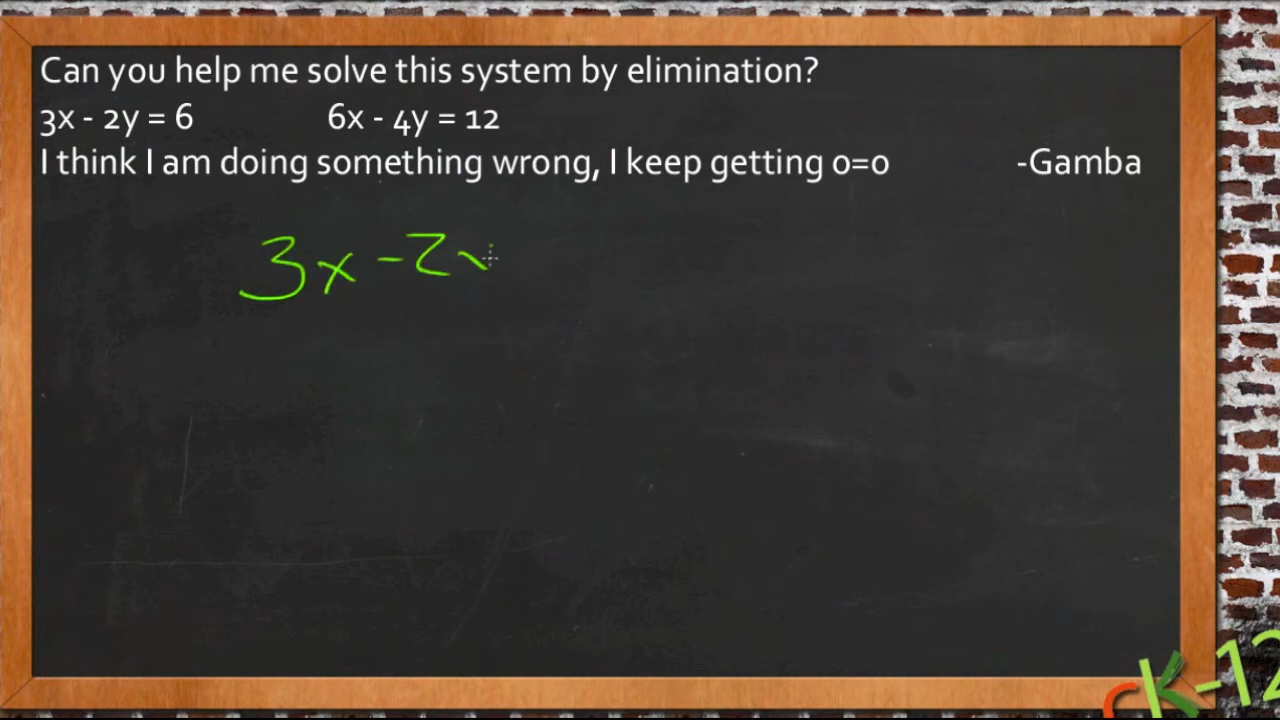 Can you help me solve this system by elimination?
3x - 2y = 6 6x - 4y = 12
I think I am doing something wrong, I keep getting 0=0 -Gamba
3x -2
cK-12